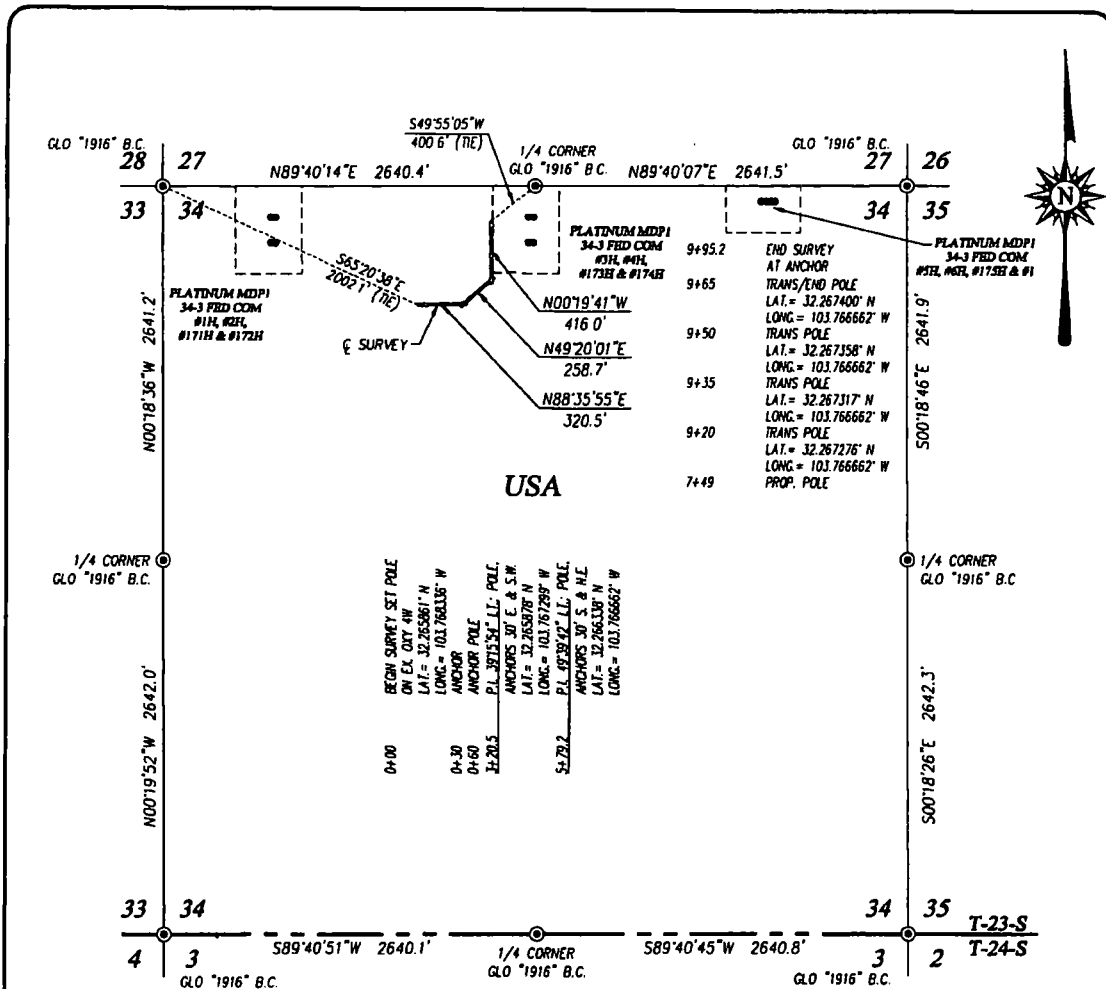 S49°55'05"W
400 6' (TIE)
GLO "1916" B.C.
28 27
33 34
N89°40'14"E 2640.4'
1/4 CORNER
GLO "1916" B C.
N89°40'07"E 2641.5'
GLO "1916" B.C.
27 26
34 35
N
PLATINUM MDP1
34-3 FED COM
#1H, #2H,
#171H & #172H
S65°20'38"E
2002 1' (TIE)
PLATINUM MDP1
34-3 FED COM
#3H, #4H,
#173H & #174H
PLATINUM MDP1
34-3 FED COM
#5H, #6H, #175H & #1
N00°19'41"W
416 0'
N49°20'01"E
258.7'
N88°35'55"E
320.5'
℄ SURVEY
9+95.2 END SURVEY
AT ANCHOR
9+65 TRANS/END POLE
LAT. = 32.267400° N
LONG. = 103.766662° W
9+50 TRANS POLE
LAT. = 32.267358° N
LONG. = 103.766662° W
9+35 TRANS POLE
LAT. = 32.267317° N
LONG. = 103.766662° W
9+20 TRANS POLE
LAT. = 32.267276° N
LONG. = 103.766662° W
7+49 PROP. POLE
N00°18'36"W 2641.2'
S00°18'46"E 2641.9'
USA
1/4 CORNER
GLO "1916" B.C.
1/4 CORNER
GLO "1916" B.C
0+00 BEGIN SURVEY SET POLE
ON EX. OXY 4W
LAT. = 32.265861° N
LONG. = 103.768336° W
0+30 ANCHOR
0+60 ANCHOR POLE
3+20.5 P.I. 39°15'54" LT.: POLE,
ANCHORS 30' E. & S.W.
LAT. = 32.265878° N
LONG. = 103.767299° W
5+79.2 P.I. 49°39'42" LT.: POLE,
ANCHORS 30' S. & N.E.
LAT. = 32.266338° N
LONG. = 103.766662° W
N00°19'52"W 2642.0'
S00°18'26"E 2642.3'
33 34
4 3
GLO "1916" B.C.
S89°40'51"W 2640.1'
1/4 CORNER
GLO "1916" B.C.
S89°40'45"W 2640.8'
34 35
3 2
GLO "1916" B.C.
T-23-S
T-24-S